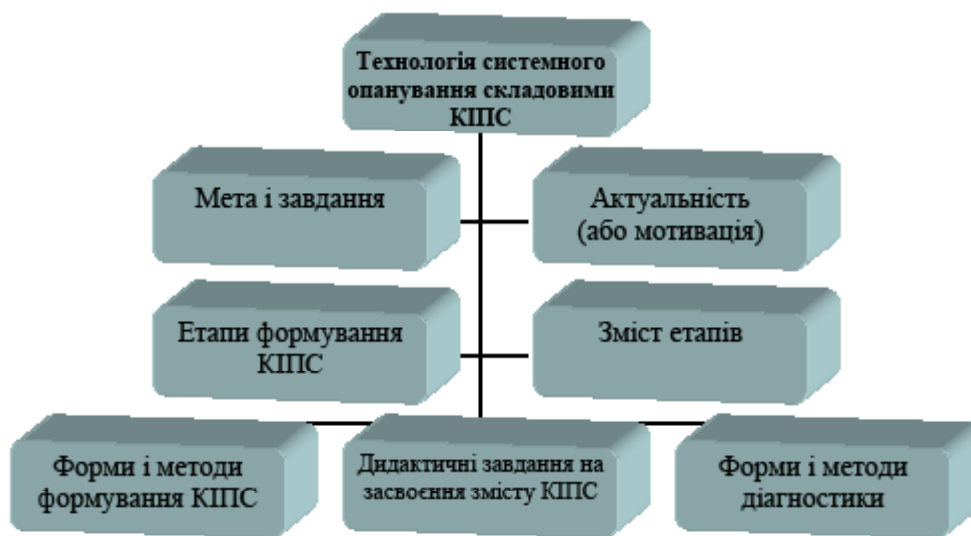 Технологія системного
опанування складовими
КІПС
Мета і завдання
Актуальність
(або мотивація)
Етапи формування
КІПС
Зміст етапів
Форми і методи
формування КІПС
Дидактичні завдання на
засвоєння змісту КІПС
Форми і методи
діагностики